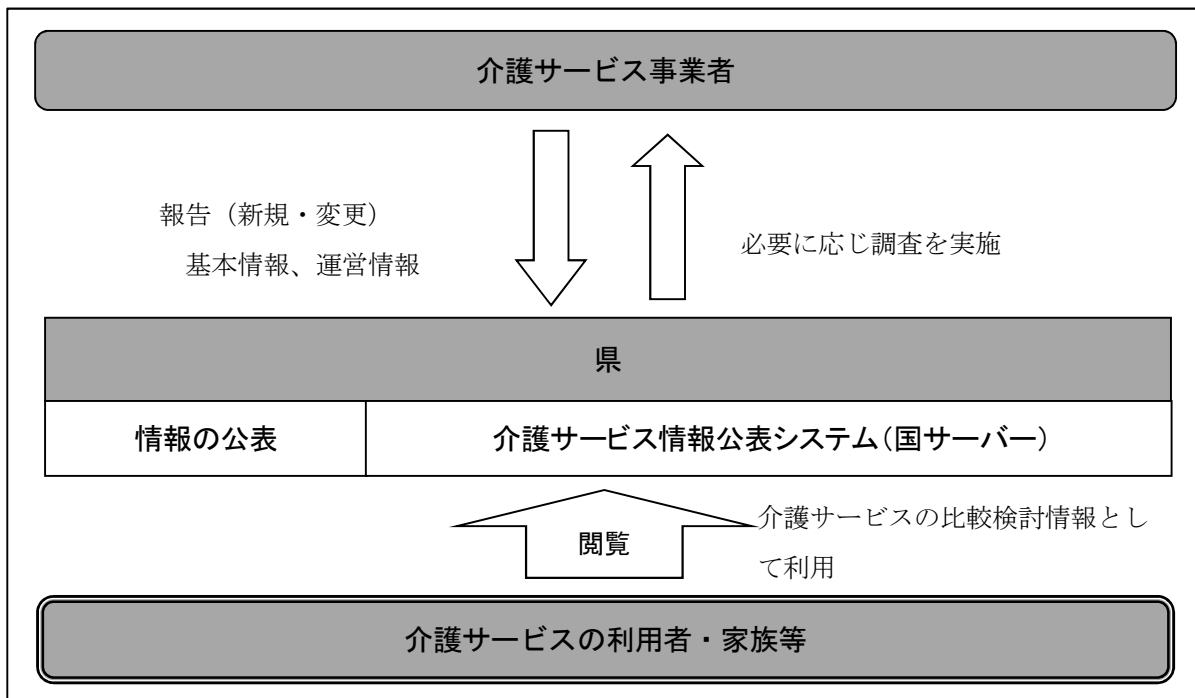 介護サービス事業者
報告（新規・変更）
基本情報、運営情報
必要に応じ調査を実施
県
情報の公表
介護サービス情報公表システム（国サーバー）
閲覧
介護サービスの比較検討情報とし
て利用
介護サービスの利用者・家族等